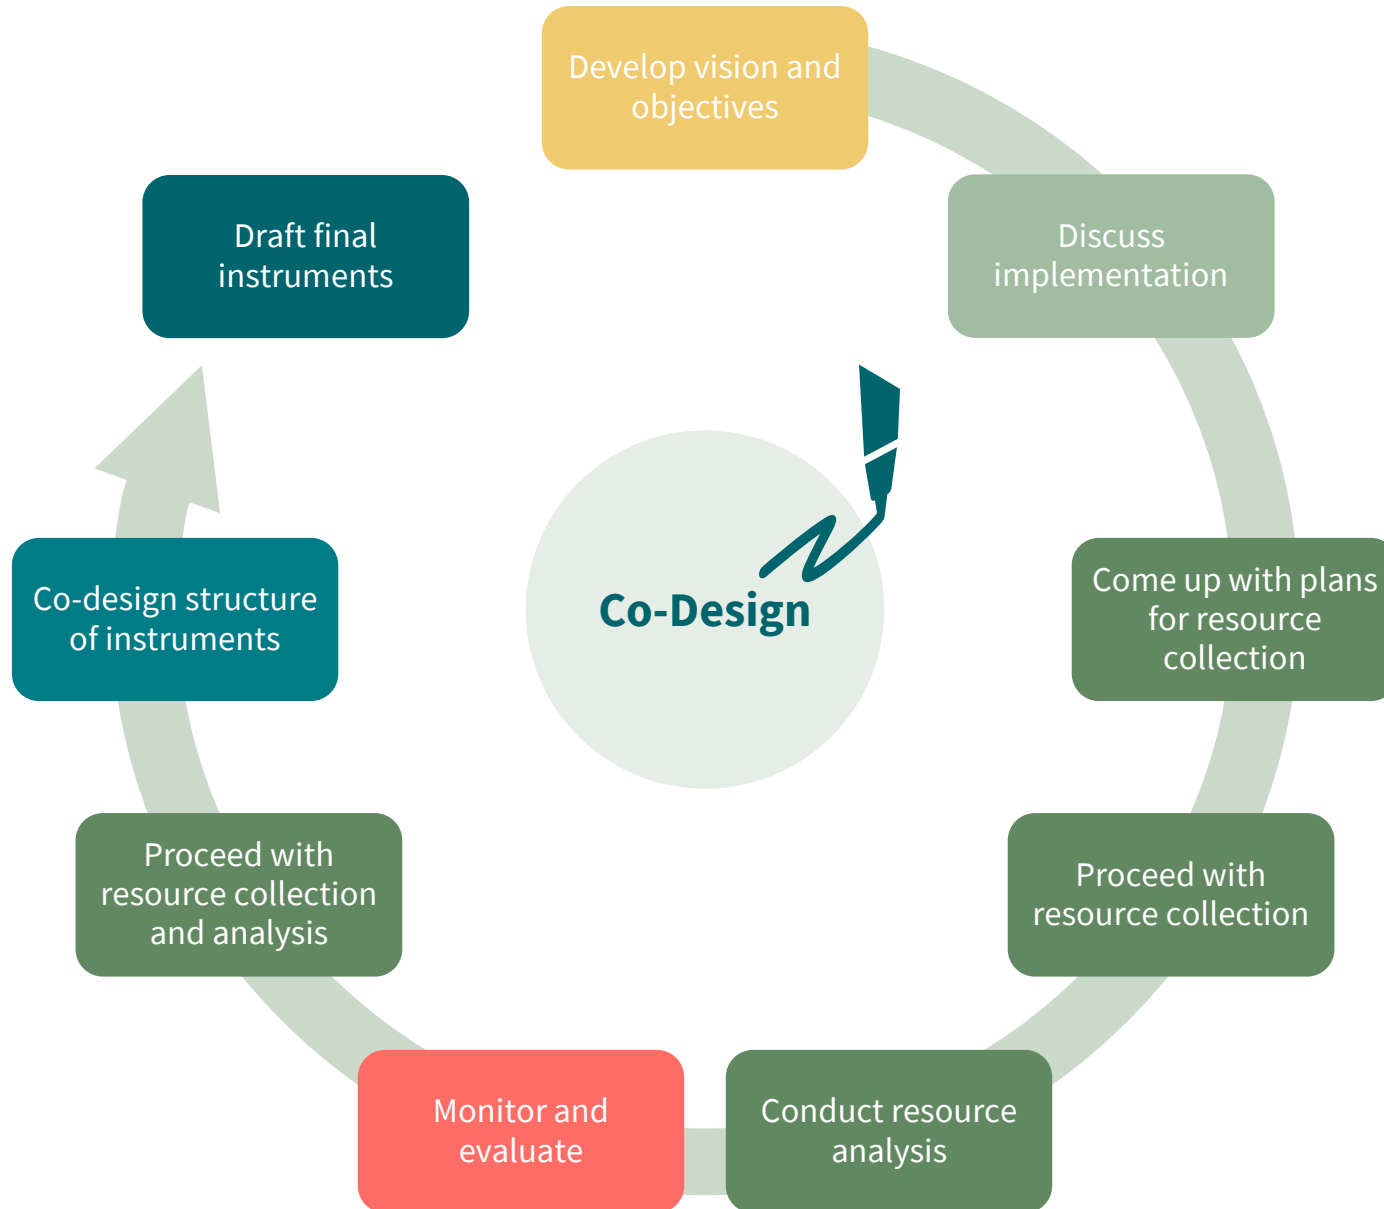 Develop vision and
objectives
Discuss
implementation
Come up with plans
for resource
collection
Proceed with
resource collection
Conduct resource
analysis
Monitor and
evaluate
Proceed with
resource collection
and analysis
Co-design structure
of instruments
Draft final
instruments
Co-Design